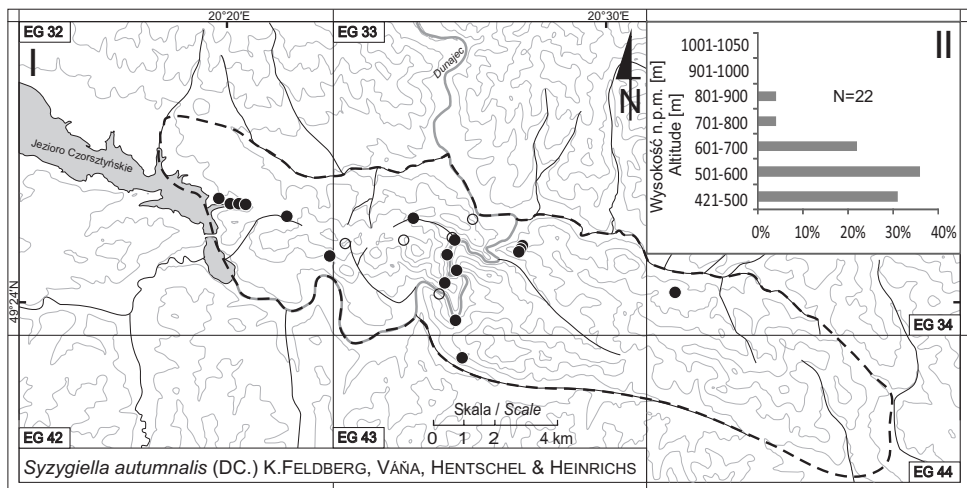 20°20'E
20°30'E
EG 32
EG 33
I
II
Dunajec
N
Jezioro Czorsztyńskie
49°24'N
Wysokość n.p.m. [m]
Altitude [m]
1001-1050
901-1000
801-900
701-800
601-700
501-600
421-500
N=22
0% 10% 20% 30% 40%
EG 34
Skala / Scale
0 1 2 4 km
EG 42
EG 43
EG 44
Syzygiella autumnalis (DC.) K.FELDBERG, VÁŇA, HENTSCHEL & HEINRICHS